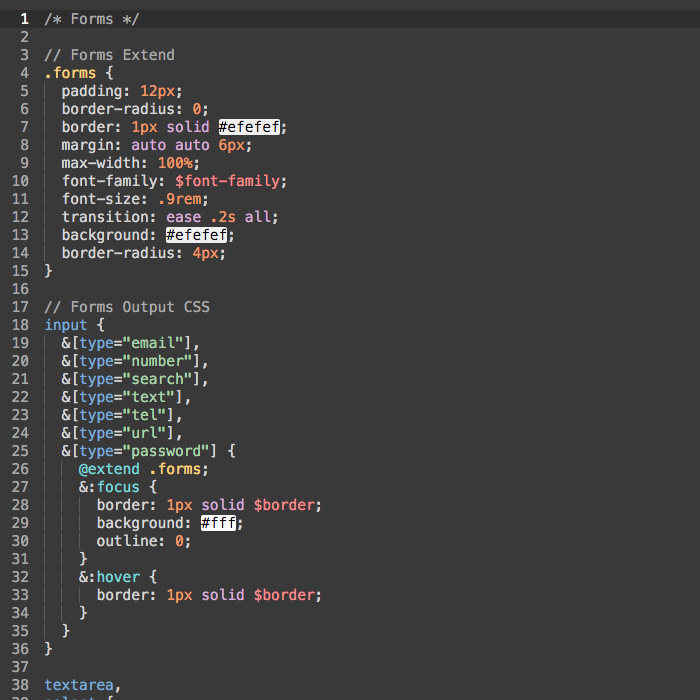 1 /* Forms */
2
3 // Forms Extend
4 .forms {
5 padding: 12px;
6 border-radius: 0;
7 border: 1px solid #efefef;
8 margin: auto auto 6px;
9 max-width: 100%;
10 font-family: $font-family;
11 font-size: .9rem;
12 transition: ease .2s all;
13 background: #efefef;
14 border-radius: 4px;
15 }
16
17 // Forms Output CSS
18 input {
19 &[type="email"],
20 &[type="number"],
21 &[type="search"],
22 &[type="text"],
23 &[type="tel"],
24 &[type="url"],
25 &[type="password"] {
26 @extend .forms;
27 &:focus {
28 border: 1px solid $border;
29 background: #fff;
30 outline: 0;
31 }
32 &:hover {
33 border: 1px solid $border;
34 }
35 }
36 }
37
38 textarea,